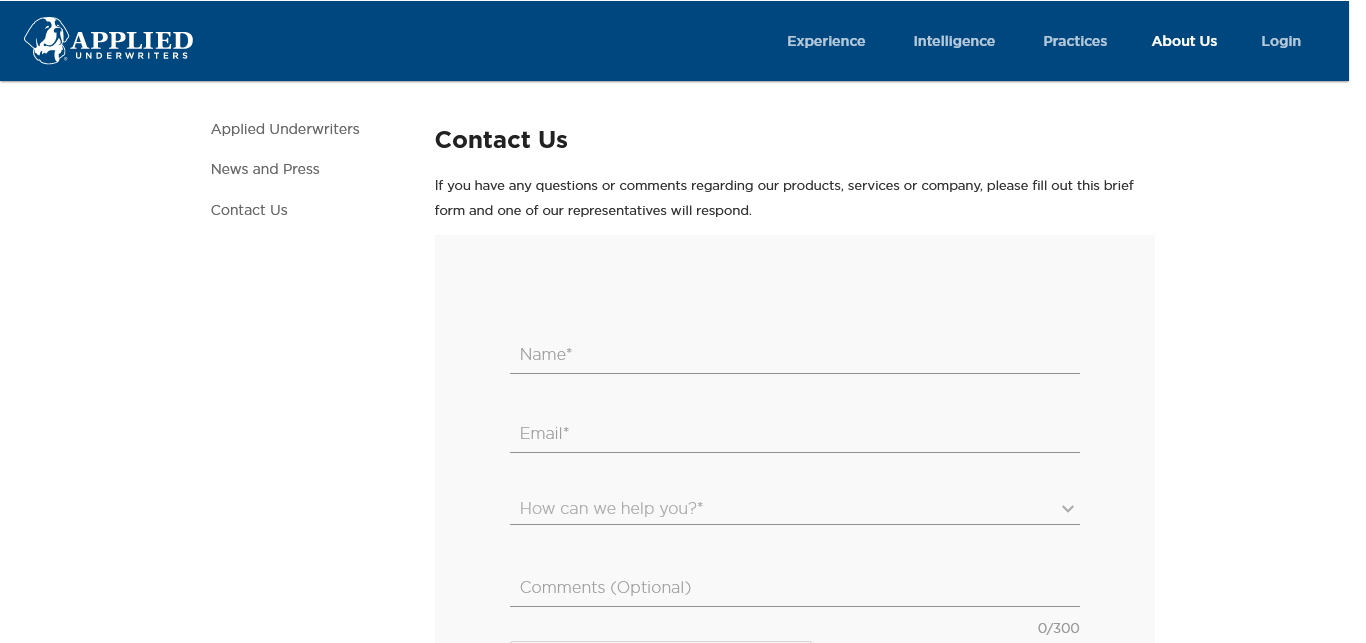 APPLIED
UNDERWRITERS
Experience
Intelligence
Practices
About Us
Login
Applied Underwriters
News and Press
Contact Us
Contact Us
If you have any questions or comments regarding our products, services or company, please fill out this brief
form and one of our representatives will respond.
Name*
Email*
How can we help you?*
Comments (Optional)
0/300